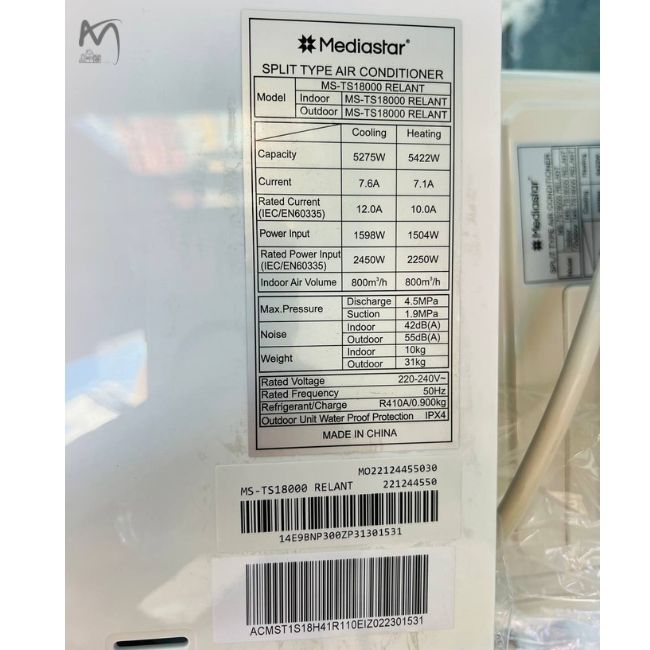 Mediastar®
SPLIT TYPE AIR CONDITIONER
Model MS-TS18000 RELANT
Indoor MS-TS18000 RELANT
Outdoor MS-TS18000 RELANT
Cooling Heating
Capacity 5275W 5422W
Current 7.6A 7.1A
Rated Current (IEC/EN60335) 12.0A 10.0A
Power Input 1598W 1504W
Rated Power Input (IEC/EN60335) 2450W 2250W
Indoor Air Volume 800m³/h 800m³/h
Max.Pressure Discharge 4.5MPa
Suction 1.9MPa
Noise Indoor 42dB(A)
Outdoor 55dB(A)
Weight Indoor 10kg
Outdoor 31kg
Rated Voltage 220-240V~
Rated Frequency 50Hz
Refrigerant/Charge R410A/0.900kg
Outdoor Unit Water Proof Protection IPX4
MADE IN CHINA
MO22124455030
MS-TS18000 RELANT 221244550
14E9BNP300ZP31301531
ACMST1S18H41R110EIZ022301531
Mediastar®
SPLIT TYPE AIR CONDITIONER